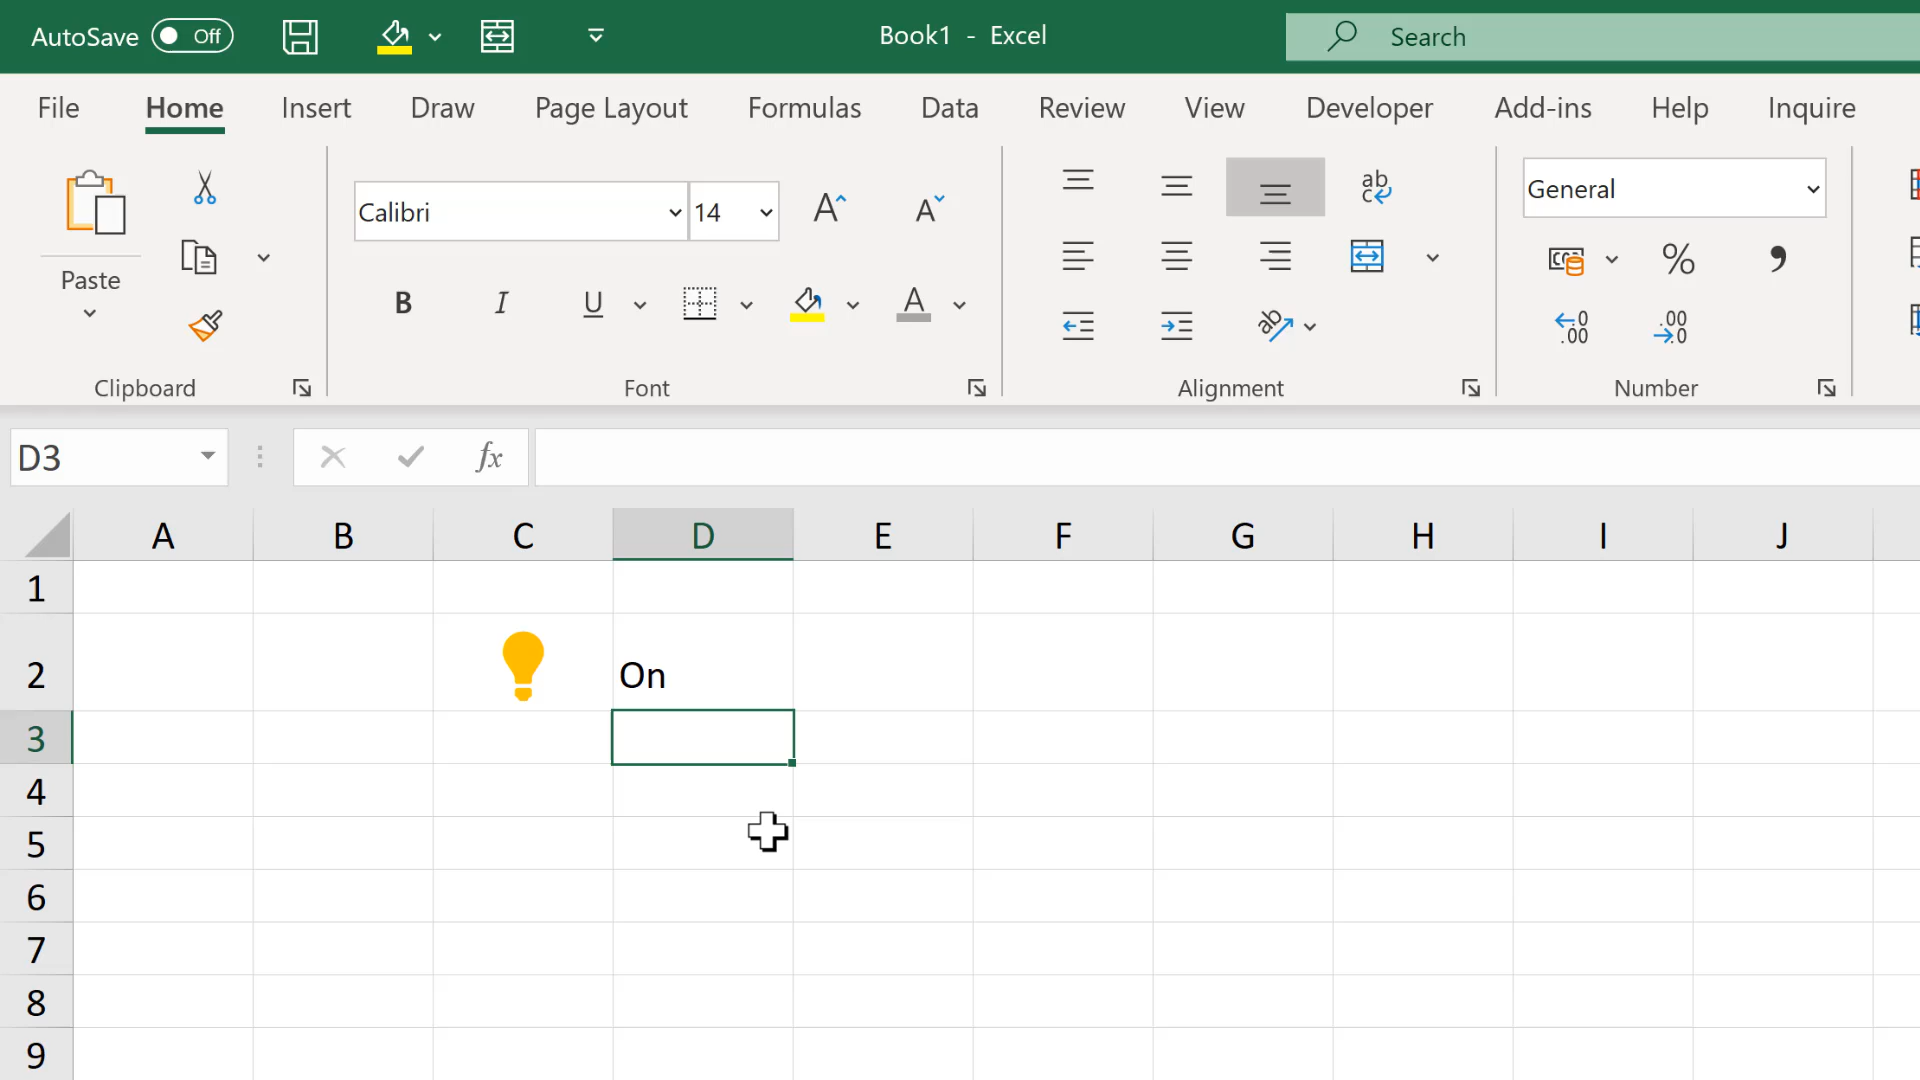 AutoSave Off Book1 - Excel Search
File Home Insert Draw Page Layout Formulas Data Review View Developer Add-ins Help Inquire
Paste
Calibri 14
B I U A
ab
General
% ,
Clipboard Font Alignment Number
D3 fx
A B C D E F G H I J
1
2 On
3
4
5
6
7
8
9